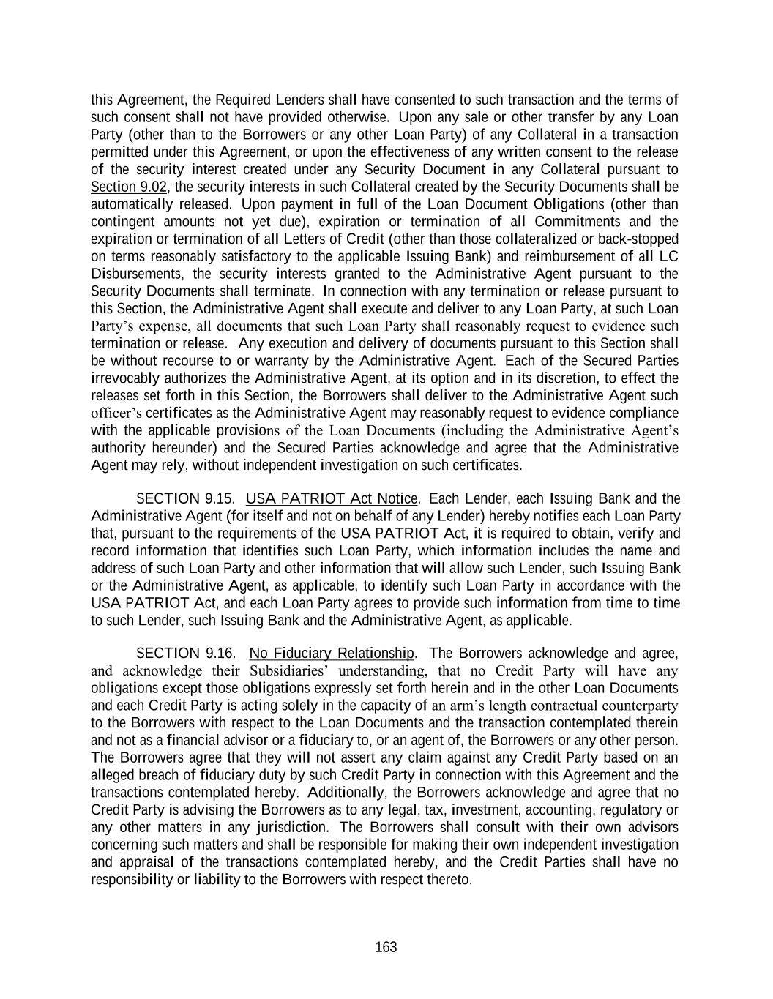 this Agreement, the Required Lenders shall have consented to such transaction and the terms of
such consent shall not have provided otherwise. Upon any sale or other transfer by any Loan
Party (other than to the Borrowers or any other Loan Party) of any Collateral in a transaction
permitted under this Agreement, or upon the effectiveness of any written consent to the release
of the security interest created under any Security Document in any Collateral pursuant to
Section 9.02, the security interests in such Collateral created by the Security Documents shall be
automatically released. Upon payment in full of the Loan Document Obligations (other than
contingent amounts not yet due), expiration or termination of all Commitments and the
expiration or termination of all Letters of Credit (other than those collateralized or back-stopped
on terms reasonably satisfactory to the applicable Issuing Bank) and reimbursement of all LC
Disbursements, the security interests granted to the Administrative Agent pursuant to the
Security Documents shall terminate. In connection with any termination or release pursuant to
this Section, the Administrative Agent shall execute and deliver to any Loan Party, at such Loan
Party’s expense, all documents that such Loan Party shall reasonably request to evidence such
termination or release. Any execution and delivery of documents pursuant to this Section shall
be without recourse to or warranty by the Administrative Agent. Each of the Secured Parties
irrevocably authorizes the Administrative Agent, at its option and in its discretion, to effect the
releases set forth in this Section, the Borrowers shall deliver to the Administrative Agent such
officer’s certificates as the Administrative Agent may reasonably request to evidence compliance
with the applicable provisions of the Loan Documents (including the Administrative Agent’s
authority hereunder) and the Secured Parties acknowledge and agree that the Administrative
Agent may rely, without independent investigation on such certificates.
SECTION 9.15. USA PATRIOT Act Notice. Each Lender, each Issuing Bank and the
Administrative Agent (for itself and not on behalf of any Lender) hereby notifies each Loan Party
that, pursuant to the requirements of the USA PATRIOT Act, it is required to obtain, verify and
record information that identifies such Loan Party, which information includes the name and
address of such Loan Party and other information that will allow such Lender, such Issuing Bank
or the Administrative Agent, as applicable, to identify such Loan Party in accordance with the
USA PATRIOT Act, and each Loan Party agrees to provide such information from time to time
to such Lender, such Issuing Bank and the Administrative Agent, as applicable.
SECTION 9.16. No Fiduciary Relationship. The Borrowers acknowledge and agree,
and acknowledge their Subsidiaries’ understanding, that no Credit Party will have any
obligations except those obligations expressly set forth herein and in the other Loan Documents
and each Credit Party is acting solely in the capacity of an arm’s length contractual counterparty
to the Borrowers with respect to the Loan Documents and the transaction contemplated therein
and not as a financial advisor or a fiduciary to, or an agent of, the Borrowers or any other person.
The Borrowers agree that they will not assert any claim against any Credit Party based on an
alleged breach of fiduciary duty by such Credit Party in connection with this Agreement and the
transactions contemplated hereby. Additionally, the Borrowers acknowledge and agree that no
Credit Party is advising the Borrowers as to any legal, tax, investment, accounting, regulatory or
any other matters in any jurisdiction. The Borrowers shall consult with their own advisors
concerning such matters and shall be responsible for making their own independent investigation
and appraisal of the transactions contemplated hereby, and the Credit Parties shall have no
responsibility or liability to the Borrowers with respect thereto.
163